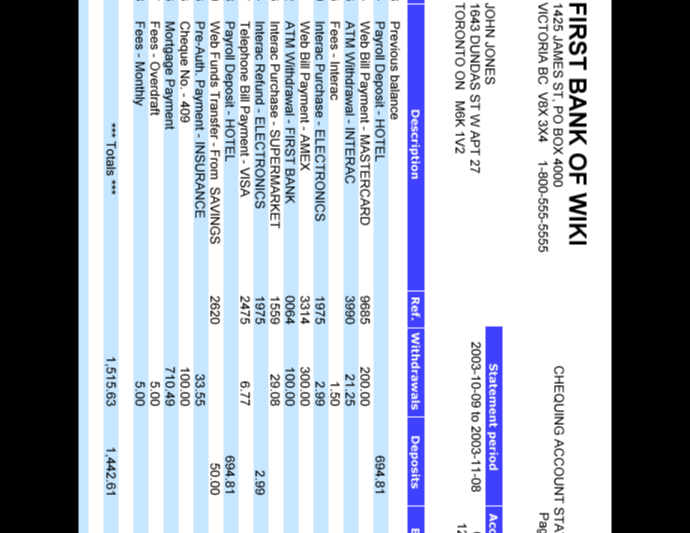 FIRST BANK OF WIKI
1425 JAMES ST, PO BOX 4000
VICTORIA BC V8X 3X4 1-800-555-5555
CHEQUING ACCOUNT STA
Pag
JOHN JONES
1643 DUNDAS ST W APT 27
TORONTO ON M6K 1V2
Statement period Acc
2003-10-09 to 2003-11-08
Description Ref. Withdrawals Deposits
Previous balance
Payroll Deposit - HOTEL 694.81
Web Bill Payment - MASTERCARD 9685 200.00
ATM Withdrawal - INTERAC 3990 21.25
Fees - Interac 1.50
Interac Purchase - ELECTRONICS 1975 2.99
Web Bill Payment - AMEX 3314 300.00
ATM Withdrawal - FIRST BANK 0064 100.00
Interac Purchase - SUPERMARKET 1559 29.08
Interac Refund - ELECTRONICS 1975 2.99
Telephone Bill Payment - VISA 2475 6.77
Payroll Deposit - HOTEL 694.81
Web Funds Transfer - From SAVINGS 2620 50.00
Pre-Auth. Payment - INSURANCE 33.55
Cheque No. - 409 100.00
Mortgage Payment 710.49
Fees - Overdraft 5.00
Fees - Monthly 5.00
*** Totals *** 1,515.63 1,442.61